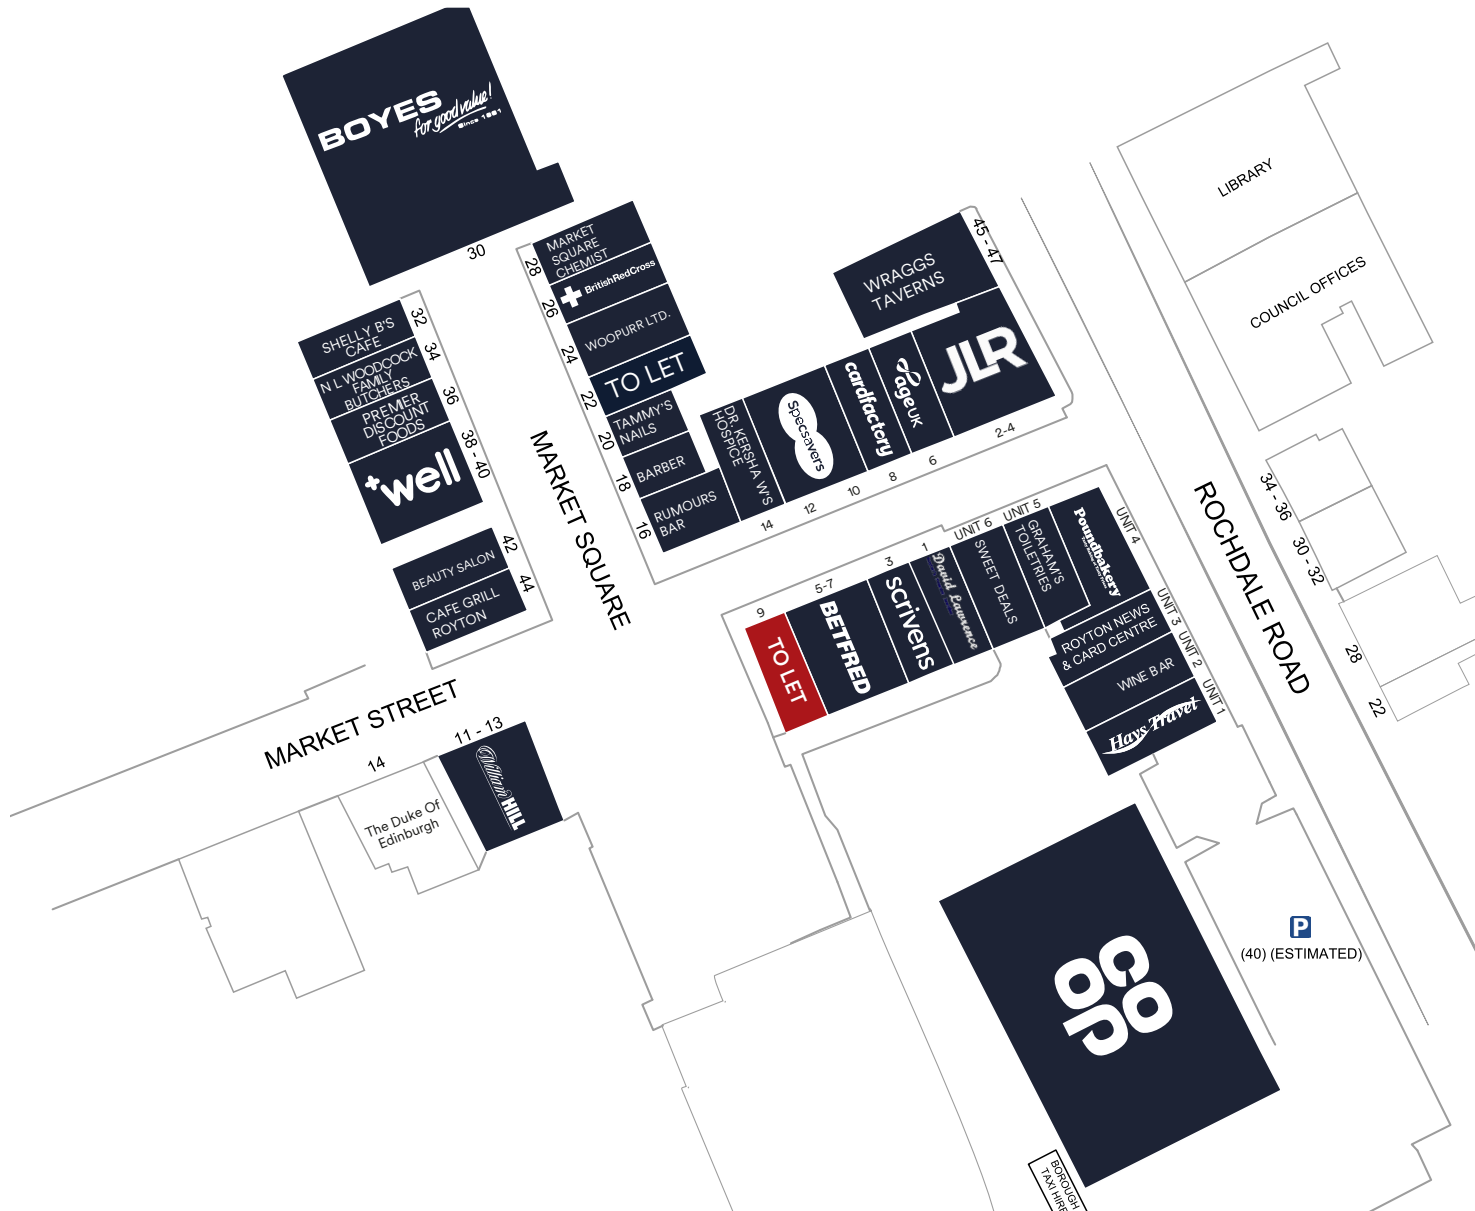 BOYES
for good value!
Since 1881
30
MARKET
SQUARE
CHEMIST
28
BritishRedCross
26
WOOPURR LTD.
24
TO LET
22
TAMMY'S
NAILS
20
BARBER
18
RUMOURS
BAR
16
SHELLY B'S
CAFE
32
N L WOODCOCK
FAMILY
BUTCHERS
34
PREMIER
DISCOUNT
FOODS
36
well
38 - 40
BEAUTY SALON
42
CAFE GRILL
ROYTON
44
MARKET SQUARE
DR. KERSHAW'S
HOSPICE
14
Specsavers
12
cardfactory
10
8
ageUK
6
JLR
2-4
WRAGGS
TAVERNS
45 - 47
LIBRARY
COUNCIL OFFICES
ROCHDALE ROAD
34 - 36
30 - 32
28
22
9
TO LET
5-7
BETFRED
3
Scrivens
1
David Lawrence
UNIT 6
SWEET DEALS
UNIT 5
GRAHAM'S
TOILETRIES
Poundbakery
UNIT 4
ROYTON NEWS
& CARD CENTRE
UNIT 3
WINE BAR
UNIT 2
Hays Travel
UNIT 1
MARKET STREET
14
The Duke Of
Edinburgh
11 - 13
William HILL
CO
OP
P
(40) (ESTIMATED)
BOROUGH
TAXI HIRE